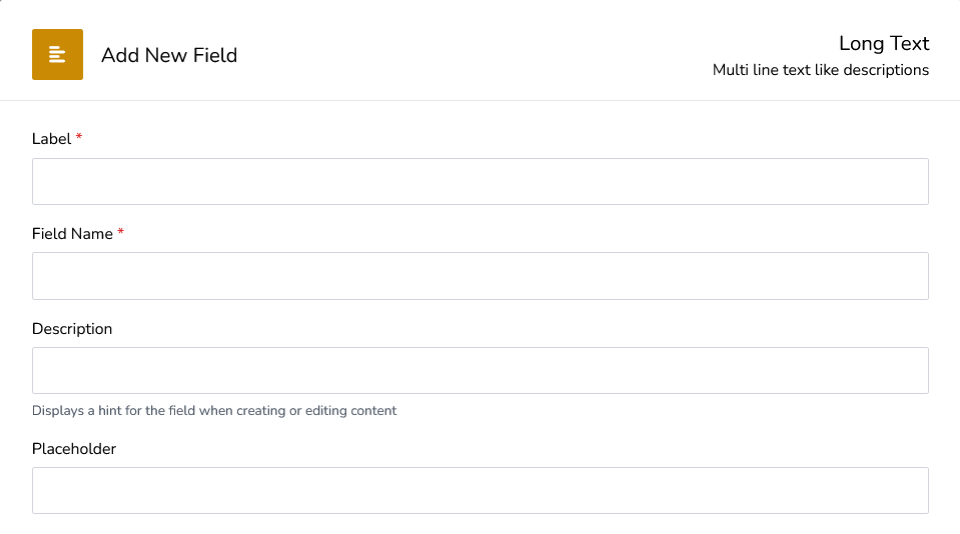 Add New Field
Long Text
Multi line text like descriptions
Label *
Field Name *
Description
Displays a hint for the field when creating or editing content
Placeholder